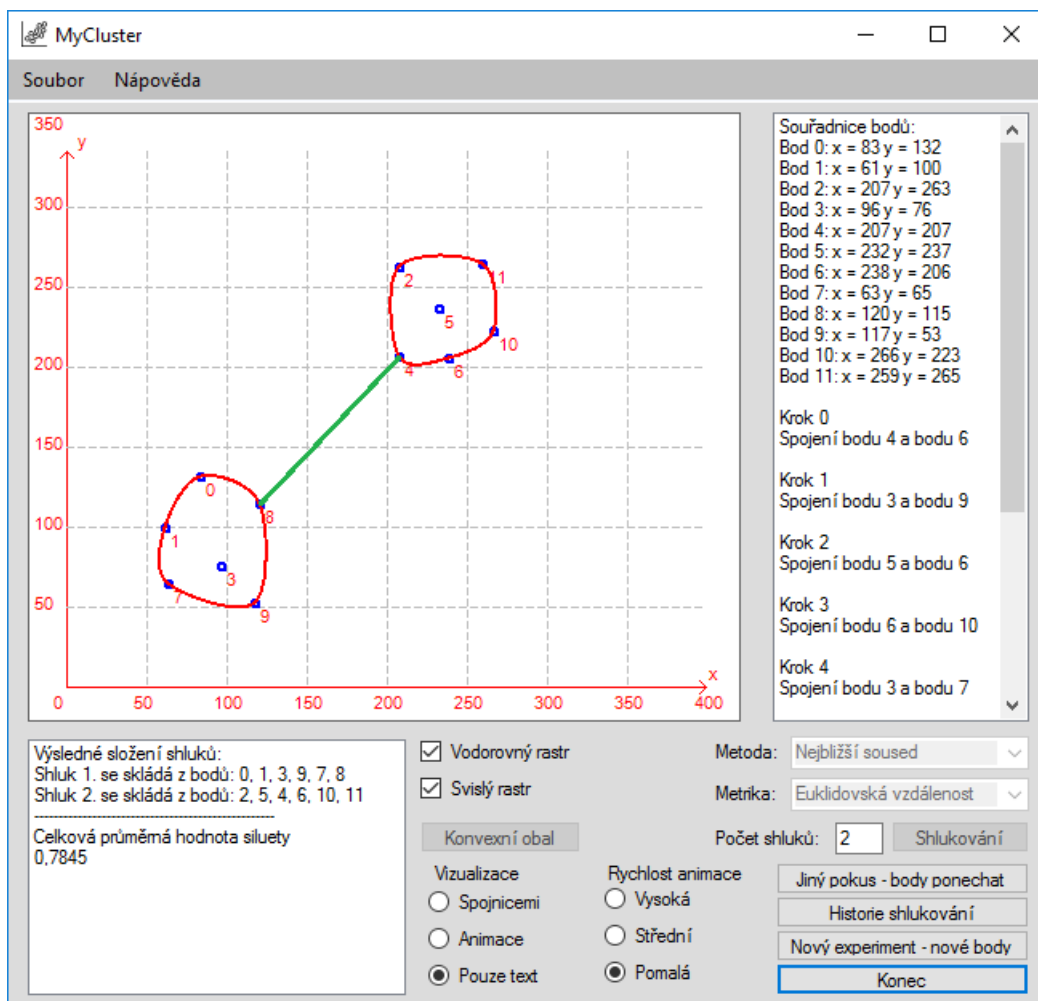 MyCluster
Soubor Nápověda
350
y
300
250
200
150
100
50
0 50 100 150 200 250 300 350 400
x
2
11
5
10
4
6
0
8
1
3
7
9
Souřadnice bodů:
Bod 0: x = 83 y = 132
Bod 1: x = 61 y = 100
Bod 2: x = 207 y = 263
Bod 3: x = 96 y = 76
Bod 4: x = 207 y = 207
Bod 5: x = 232 y = 237
Bod 6: x = 238 y = 206
Bod 7: x = 63 y = 65
Bod 8: x = 120 y = 115
Bod 9: x = 117 y = 53
Bod 10: x = 266 y = 223
Bod 11: x = 259 y = 265
Krok 0
Spojení bodu 4 a bodu 6
Krok 1
Spojení bodu 3 a bodu 9
Krok 2
Spojení bodu 5 a bodu 6
Krok 3
Spojení bodu 6 a bodu 10
Krok 4
Spojení bodu 3 a bodu 7
Výsledné složení shluků:
Shluk 1. se skládá z bodů: 0, 1, 3, 9, 7, 8
Shluk 2. se skládá z bodů: 2, 5, 4, 6, 10, 11
------------------------------------------------
Celková průměrná hodnota siluety
0,7845
Vodorovný rastr
Svislý rastr
Konvexní obal
Vizualizace
Spojnicemi
Animace
Pouze text
Rychlost animace
Vysoká
Střední
Pomalá
Metoda: Nejbližší soused
Metrika: Euklidovská vzdálenost
Počet shluků: 2 Shlukování
Jiný pokus - body ponechat
Historie shlukování
Nový experiment - nové body
Konec